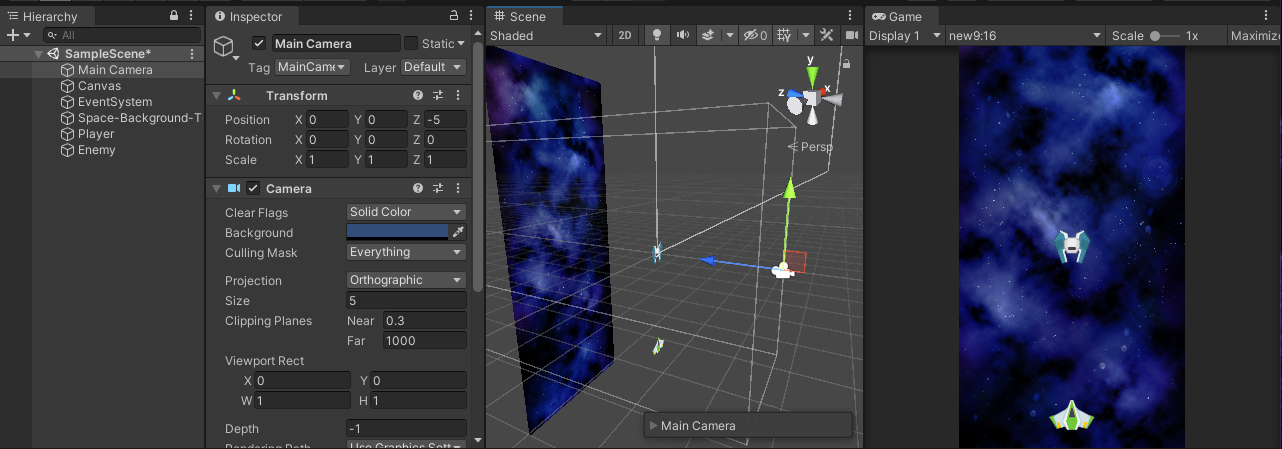 Hierarchy
All
SampleScene*
Main Camera
Canvas
EventSystem
Space-Background-T
Player
Enemy
Inspector
Main Camera
Static
Tag MainCame Layer Default
Transform
Position X 0 Y 0 Z -5
Rotation X 0 Y 0 Z 0
Scale X 1 Y 1 Z 1
Camera
Clear Flags Solid Color
Background
Culling Mask Everything
Projection Orthographic
Size 5
Clipping Planes Near 0.3
Far 1000
Viewport Rect
X 0 Y 0
W 1 H 1
Depth -1
Rendering Path Use Graphics Sett
Scene
Shaded 2D 0
y
x
z
Persp
Main Camera
Game
Display 1 new9:16 Scale 1x Maximize